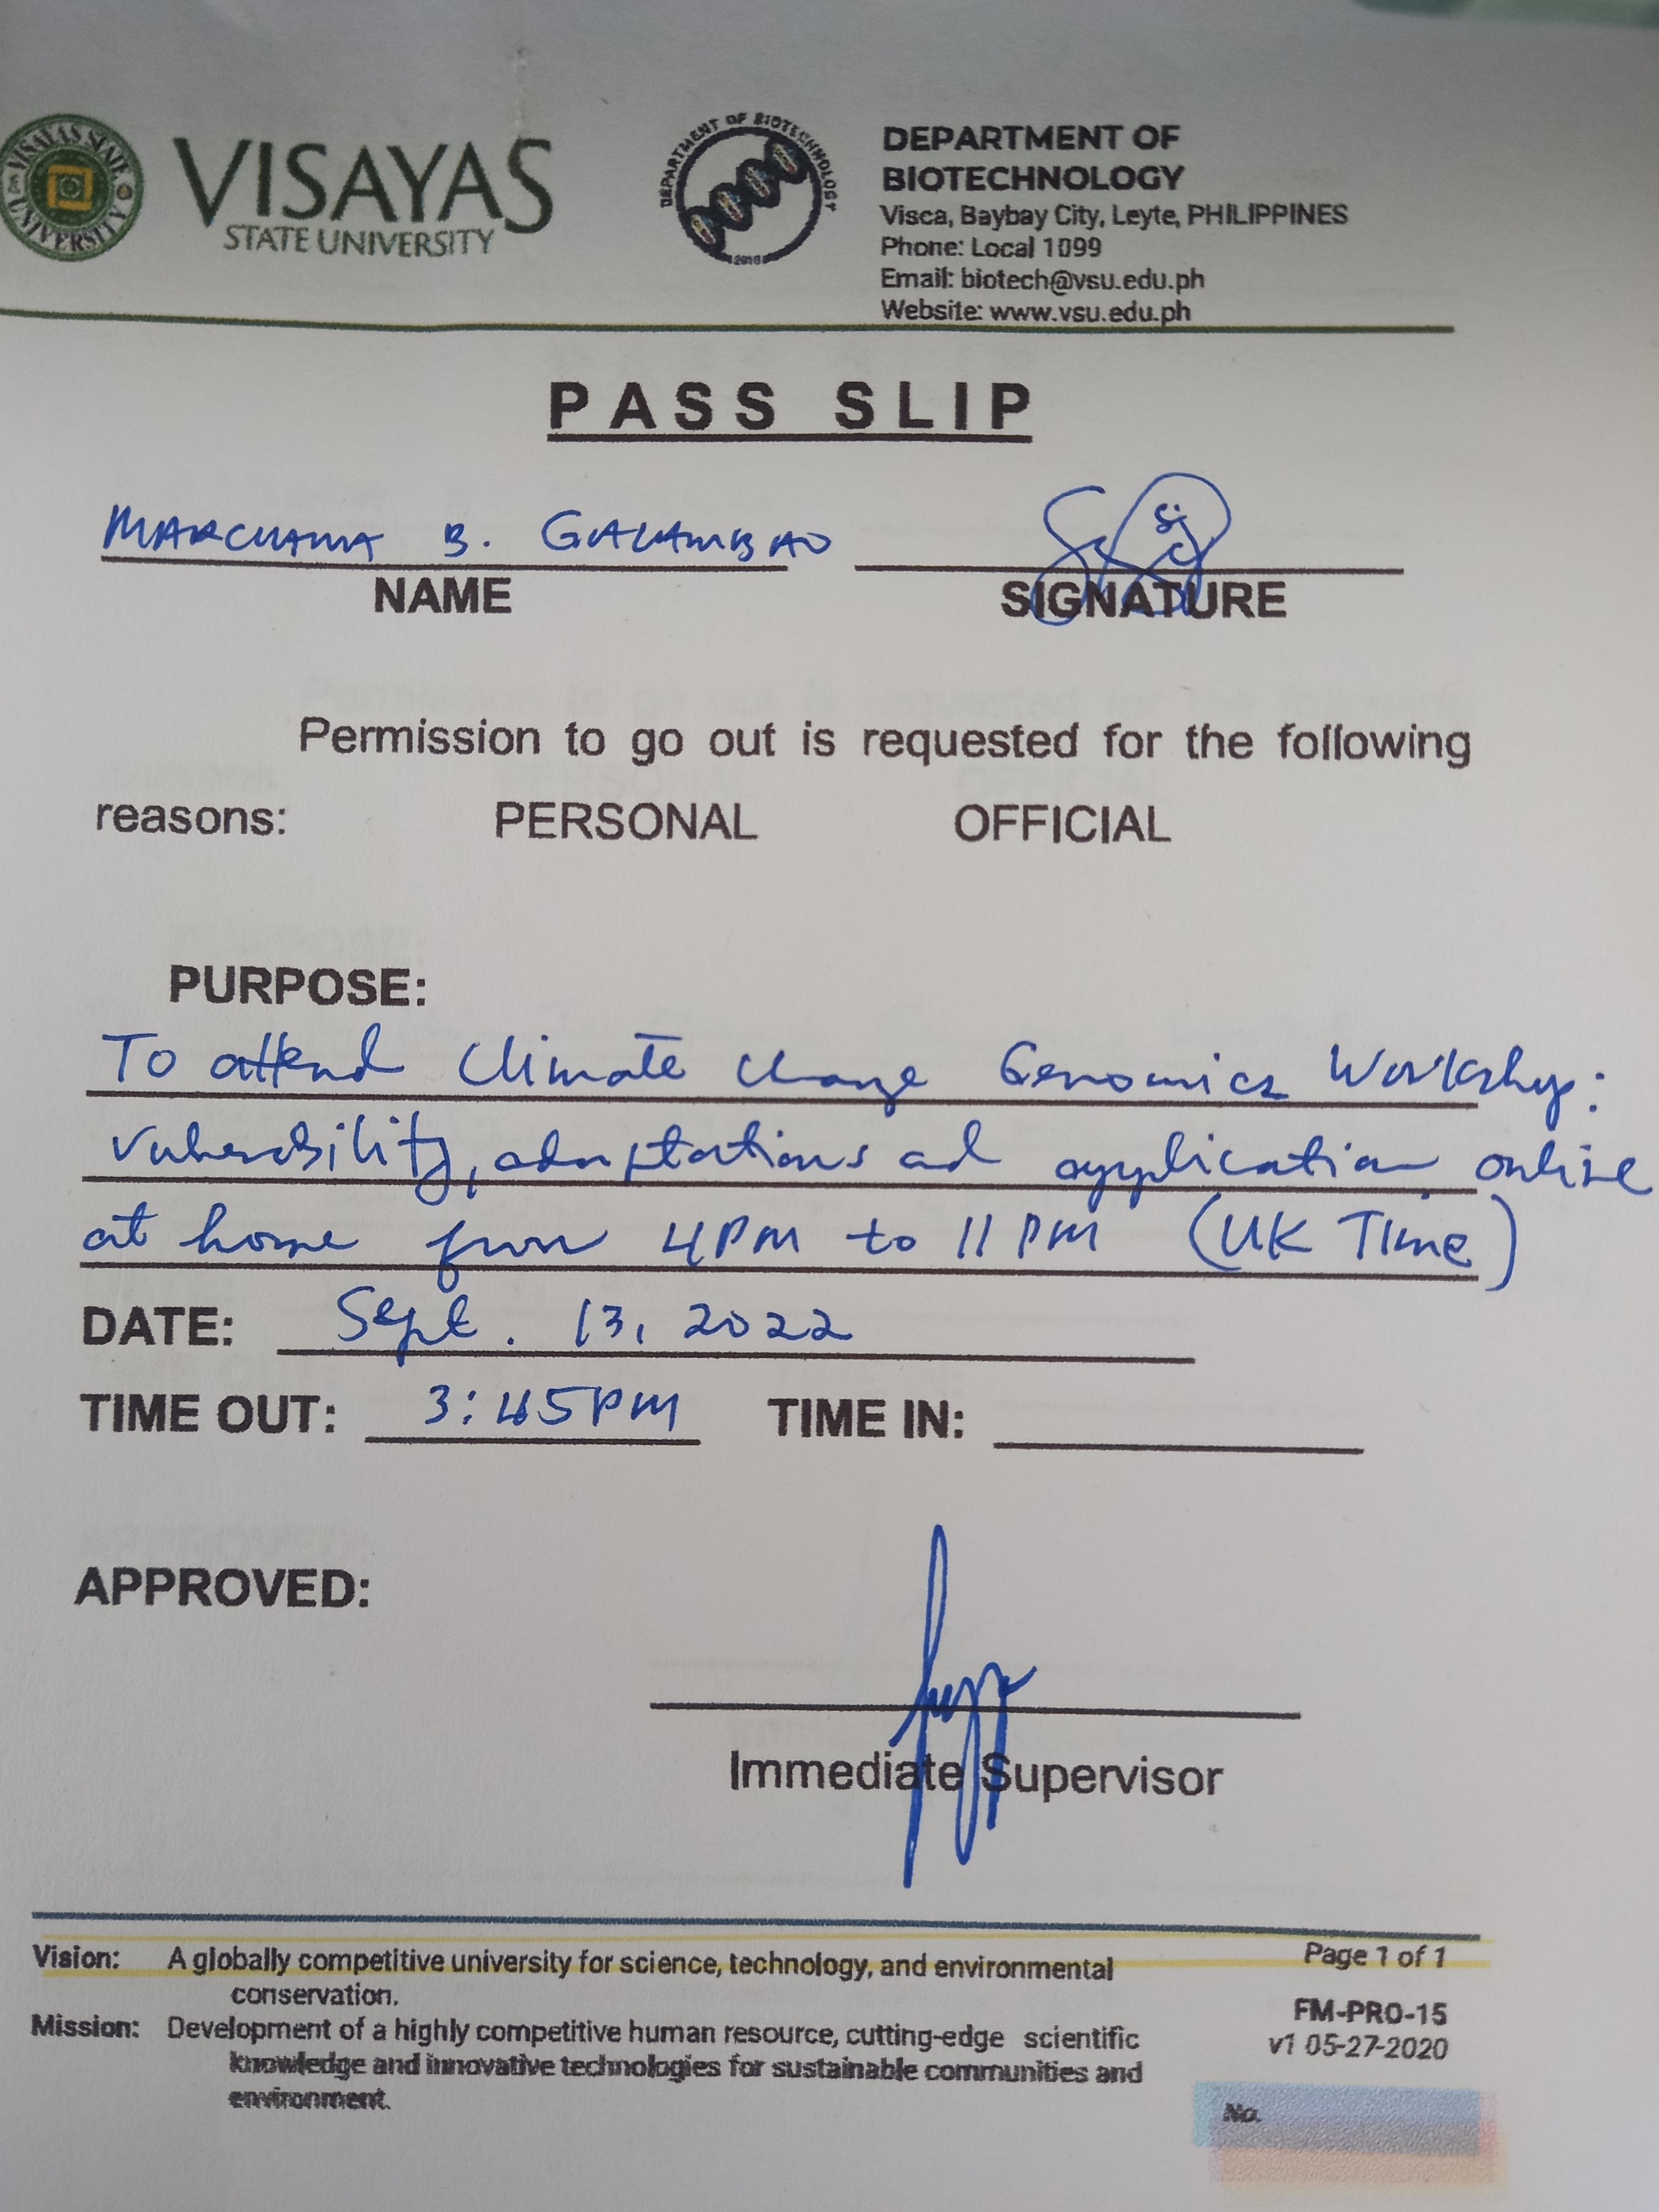 VISAYAS STATE UNIVERSITY
VISAYAS
STATE UNIVERSITY
DEPARTMENT OF BIOTECHNOLOGY
2010
DEPARTMENT OF
BIOTECHNOLOGY
Visca, Baybay City, Leyte, PHILIPPINES
Phone: Local 1099
Email: biotech@vsu.edu.ph
Website: www.vsu.edu.ph
PASS SLIP
B. GALAMBAO
NAME
SIGNATURE
Permission to go out is requested for the following
reasons: PERSONAL OFFICIAL
PURPOSE:
To attend Climate Change Genomics Workshop:
Vulnerability, adaptations and application online
at home from 4PM to 11PM (UK Time)
DATE: Sept. 13, 2022
TIME OUT: 3:45PM TIME IN:
APPROVED:
Immediate Supervisor
Vision: A globally competitive university for science, technology, and environmental
conservation.
Mission: Development of a highly competitive human resource, cutting-edge scientific
knowledge and innovative technologies for sustainable communities and
environment.
Page 1 of 1
FM-PRO-15
v1 05-27-2020
No.